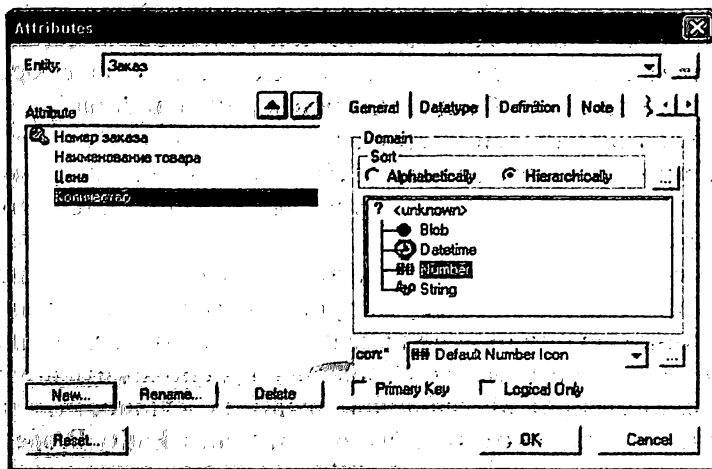 Attributes
Entity: Заказ ...
Attribute
Номер заказа
Наименование товара
Цена
Количество
General Datatype Definition Note
Domain
Sort
Alphabetically Hierarchically ...
? <unknown>
Blob
Datetime
Number
String
Icon: Default Number Icon ...
Primary Key Logical Only
New... Rename... Delete
Reset... OK Cancel